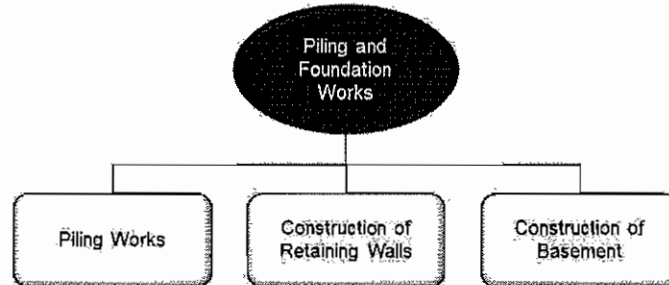 Piling and
Foundation
Works
Piling Works
Construction of
Retaining Walls
Construction of
Basement